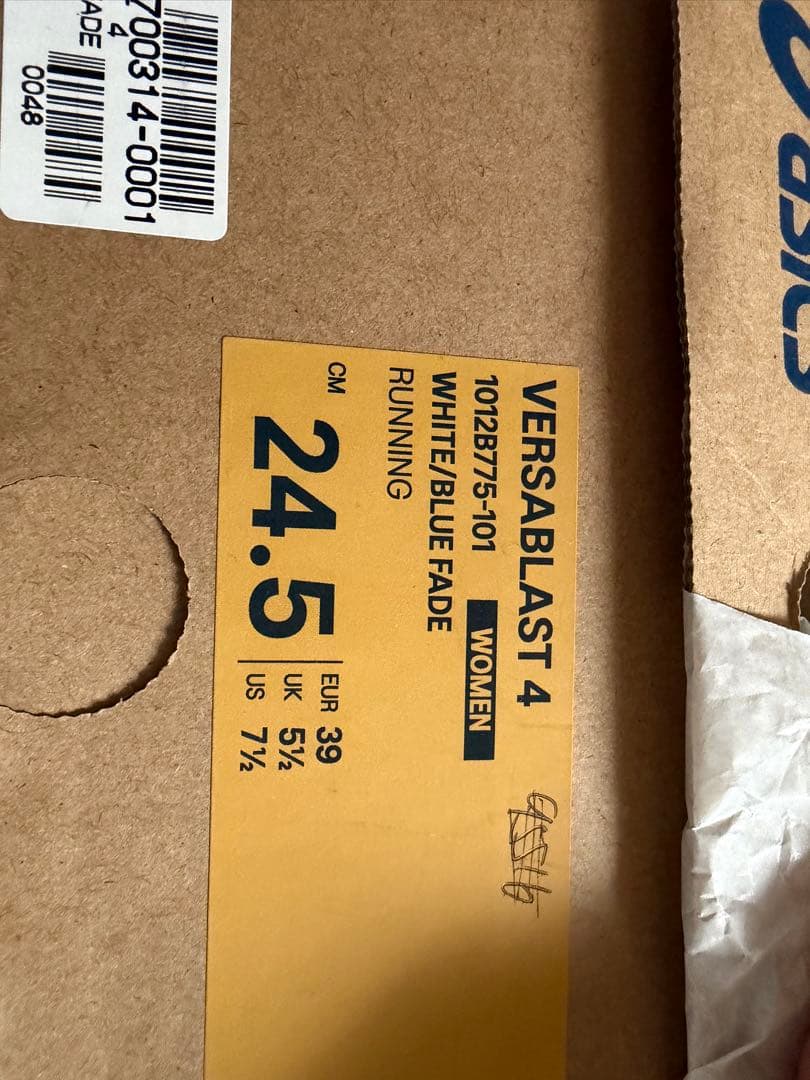 700314-0001
4
ADE
0048
asics
VERSABLAST 4
1012B775-101 WOMEN
WHITE/BLUE FADE
RUNNING
CM 24.5
EUR 39
UK 5½
US 7½